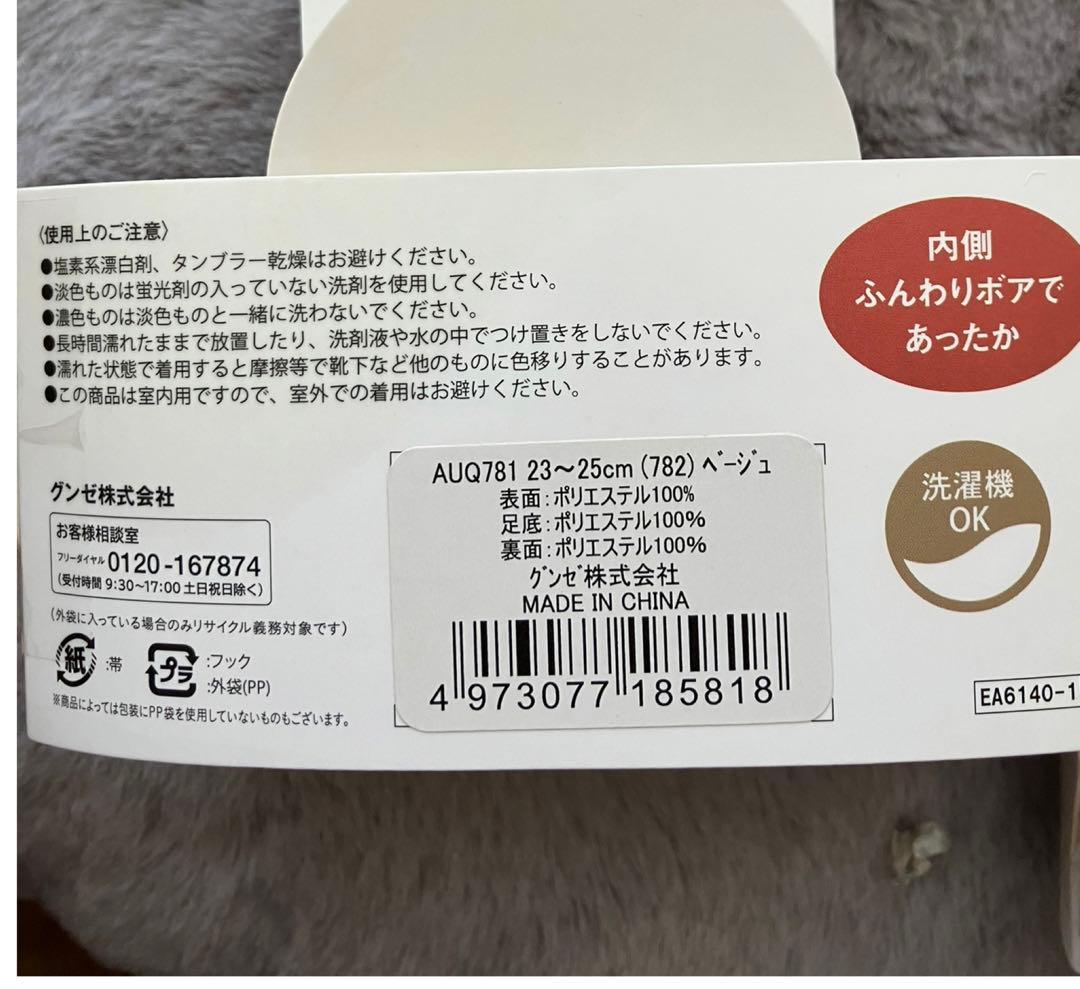 〈使用上のご注意〉
●塩素系漂白剤、タンブラー乾燥はお避けください。
●淡色ものは蛍光剤の入っていない洗剤を使用してください。
●濃色ものは淡色ものと一緒に洗わないでください。
●長時間濡れたままで放置したり、洗剤液や水の中でつけ置きをしないでください。
●濡れた状態で着用すると摩擦等で靴下など他のものに色移りすることがあります。
●この商品は室内用ですので、室外での着用はお避けください。
内側
ふんわりボアで
あったか
洗濯機
OK
グンゼ株式会社
お客様相談室
フリーダイヤル 0120-167874
(受付時間 9:30~17:00 土日祝日除く)
(外袋に入っている場合のみリサイクル義務対象です)
紙 :帯
プラ :フック
:外袋(PP)
※商品によっては包装にPP袋を使用していないものもございます。
AUQ781 23~25cm (782) ベージュ
表面:ポリエステル100%
足底:ポリエステル100%
裏面:ポリエステル100%
グンゼ株式会社
MADE IN CHINA
4 973077 185818
EA6140-1